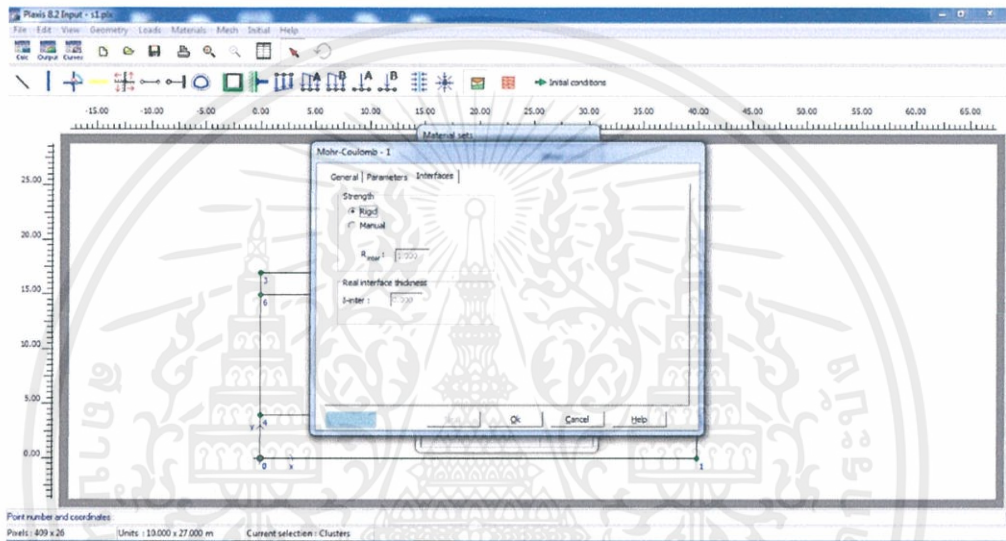 Plaxis 8.2 Input - s1.plx
File Edit View Geometry Loads Materials Mesh Initial Help
Calc Output Curves
A B A B Initial conditions
-15.00 -10.00 -5.00 0.00 5.00 10.00 15.00 20.00 25.00 30.00 35.00 40.00 45.00 50.00 55.00 60.00 65.00
Material sets
Mohr-Coulomb - 1
General Parameters Interfaces
Strength
Rigid
Manual
R inter :
Real interface thickness
δ-inter :
Ok Cancel Help
25.00
20.00
15.00
10.00
5.00
0.00
3
6
4
y
0 x 1
Point number and coordinates
Pixels : 409 x 26 Units : 10.000 x 27.000 m Current selection : Clusters